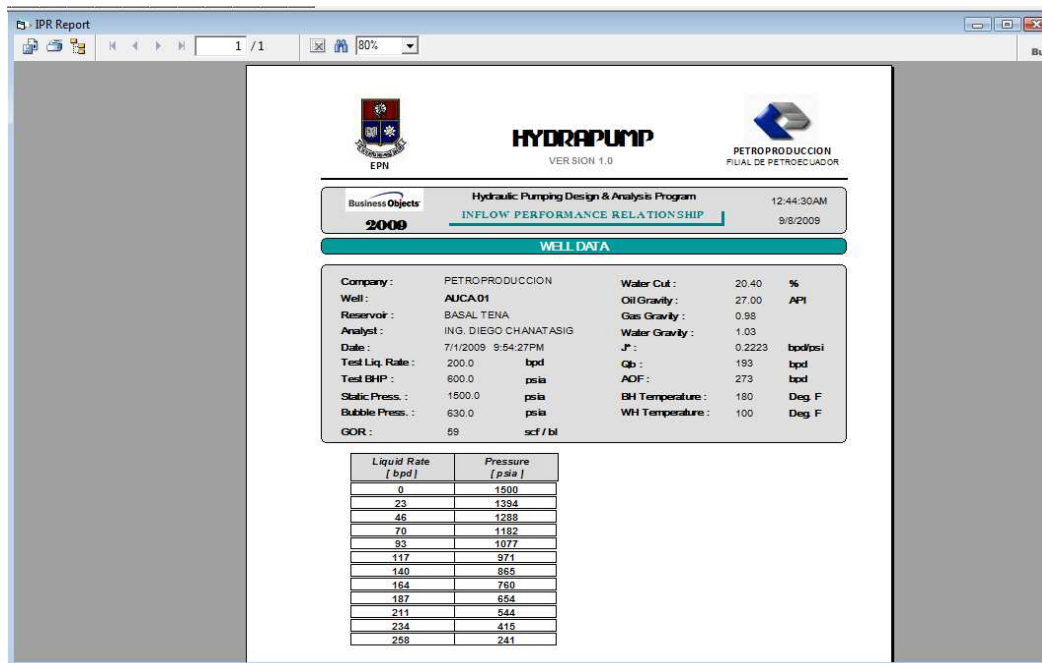 IPR Report
1 /1 80% Bu
EPN
HYDRAPUMP
VERSION 1.0
PETROPRODUCCION
FILIAL DE PETROECUADOR
Business Objects
2009
Hydraulic Pumping Design & Analysis Program
INFLOW PERFORMANCE RELATIONSHIP
12:44:30AM
9/8/2009
WELL DATA
Company : PETROPRODUCCION Water Cut : 20.40 %
Well : AUCA 01 Oil Gravity : 27.00 API
Reservoir : BASAL TENA Gas Gravity : 0.98
Analyst : ING. DIEGO CHANATASIG Water Gravity : 1.03
Date : 7/1/2009 9:54:27PM J* : 0.2223 bpd/psi
Test Liq. Rate : 200.0 bpd Qb : 193 bpd
Test BHP : 600.0 psia AOF : 273 bpd
Static Press. : 1500.0 psia BH Temperature : 180 Deg. F
Bubble Press. : 630.0 psia WH Temperature : 100 Deg. F
GOR : 59 scf / bl
Liquid Rate Pressure
[ bpd ] [ psia ]
0 1500
23 1394
46 1288
70 1182
93 1077
117 971
140 865
164 760
187 654
211 544
234 415
258 241